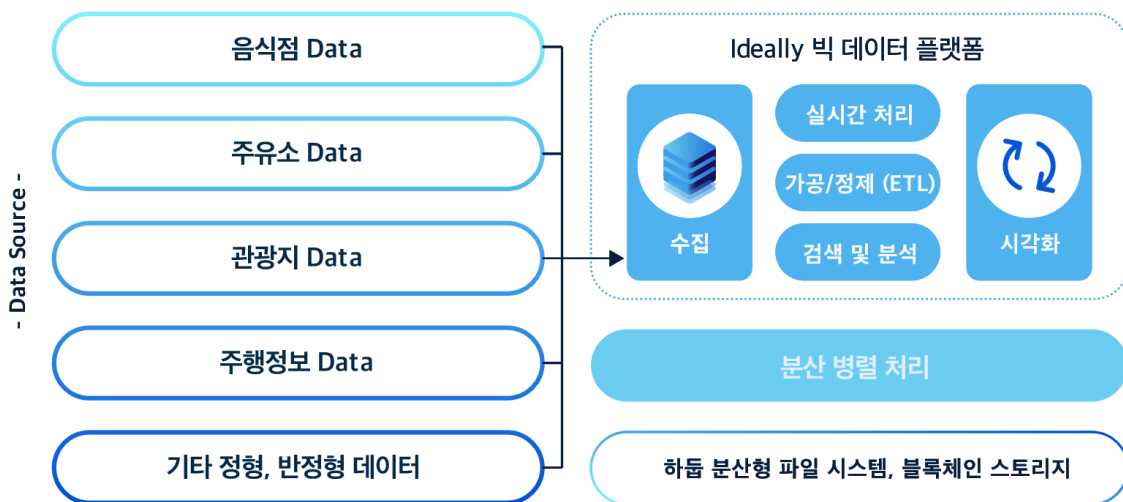 - Data Source -
음식점 Data
주유소 Data
관광지 Data
주행정보 Data
기타 정형, 반정형 데이터
Ideally 빅 데이터 플랫폼
수집
실시간 처리
가공/정제 (ETL)
검색 및 분석
시각화
분산 병렬 처리
하둡 분산형 파일 시스템, 블록체인 스토리지